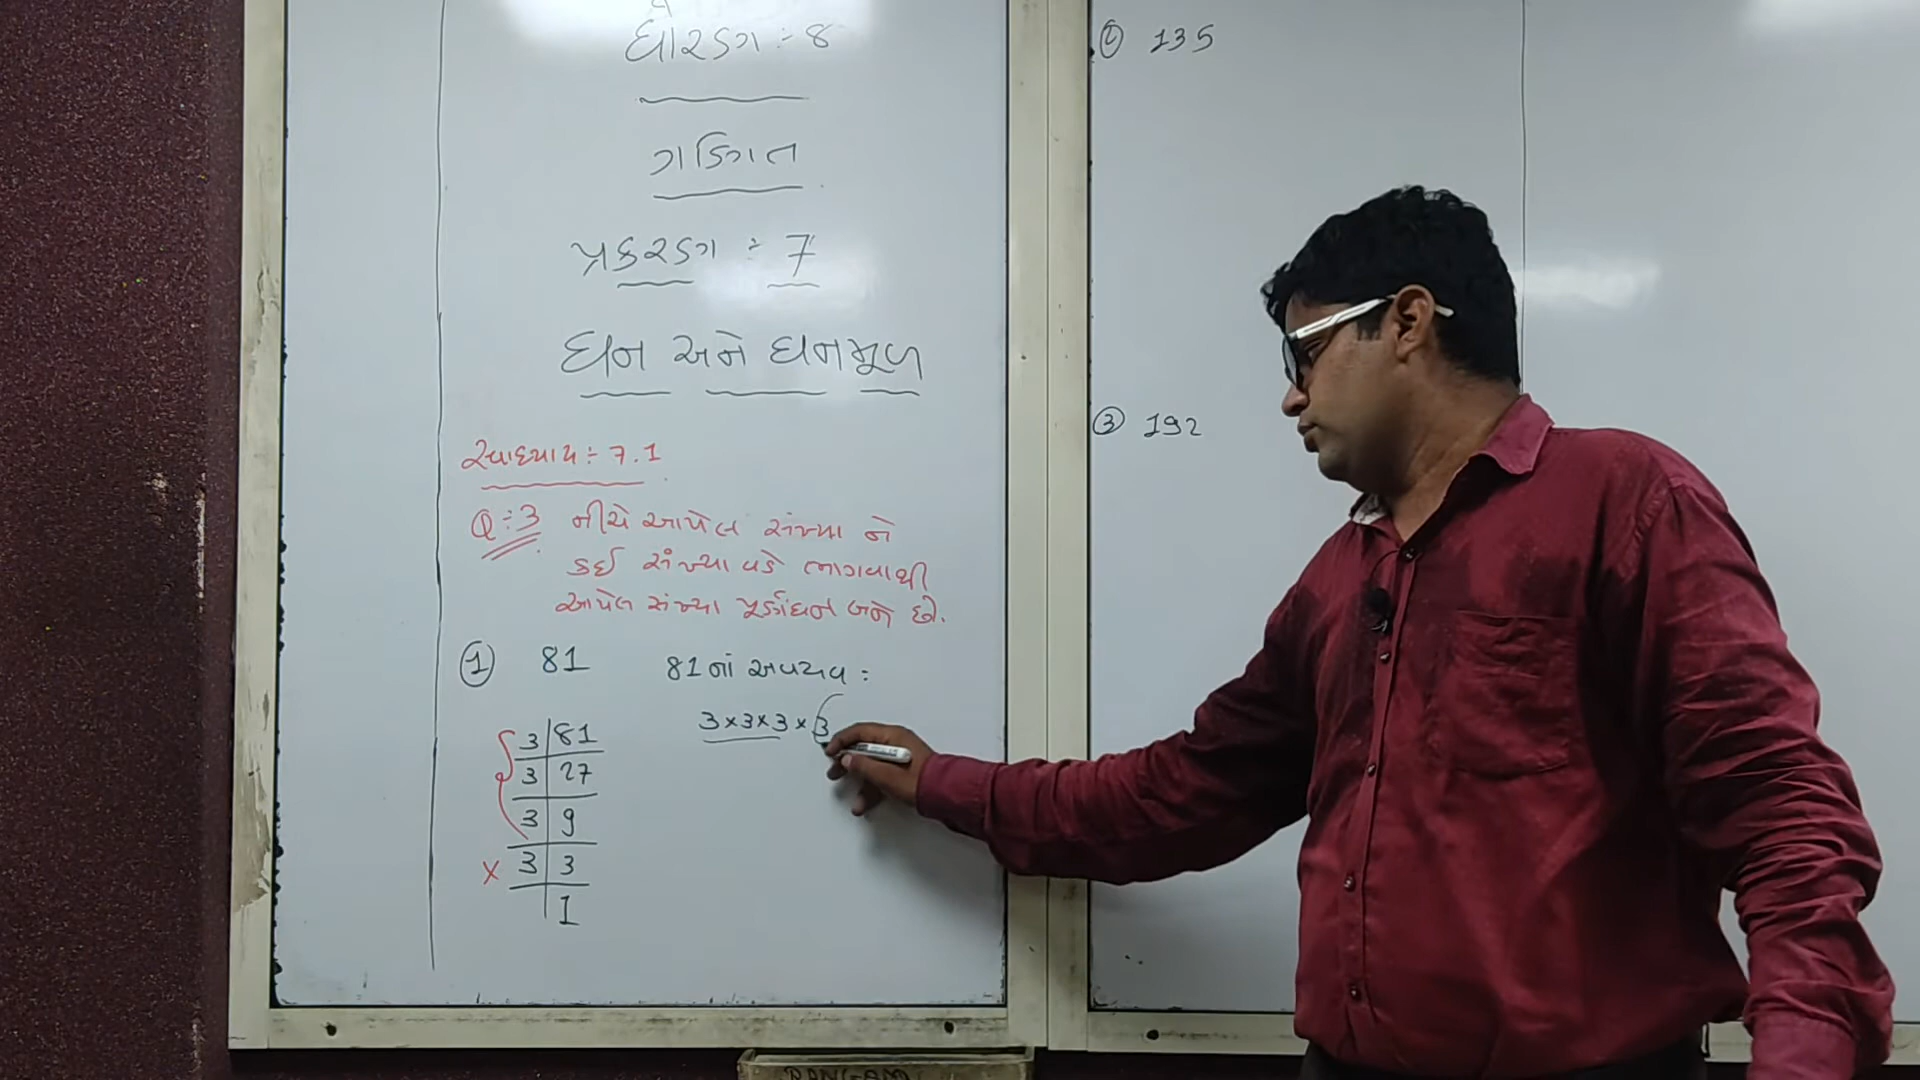 ધોરણ ÷ 8
ગણિત
પ્રકરણ ÷ 7
ઘન અને ઘનમૂળ
સ્વાધ્યાય ÷ 7.1
Q ÷ 3 નીચે આપેલ સંખ્યા ને
કઈ સંખ્યા વડે ભાગવાથી
આપેલ સંખ્યા પૂર્ણઘન બને છે.
① 81
81 નાં અવયવ :
3 × 3 × 3 × 3
3 | 81
3 | 27
3 | 9
× 3 | 3
1
② 135
③ 192